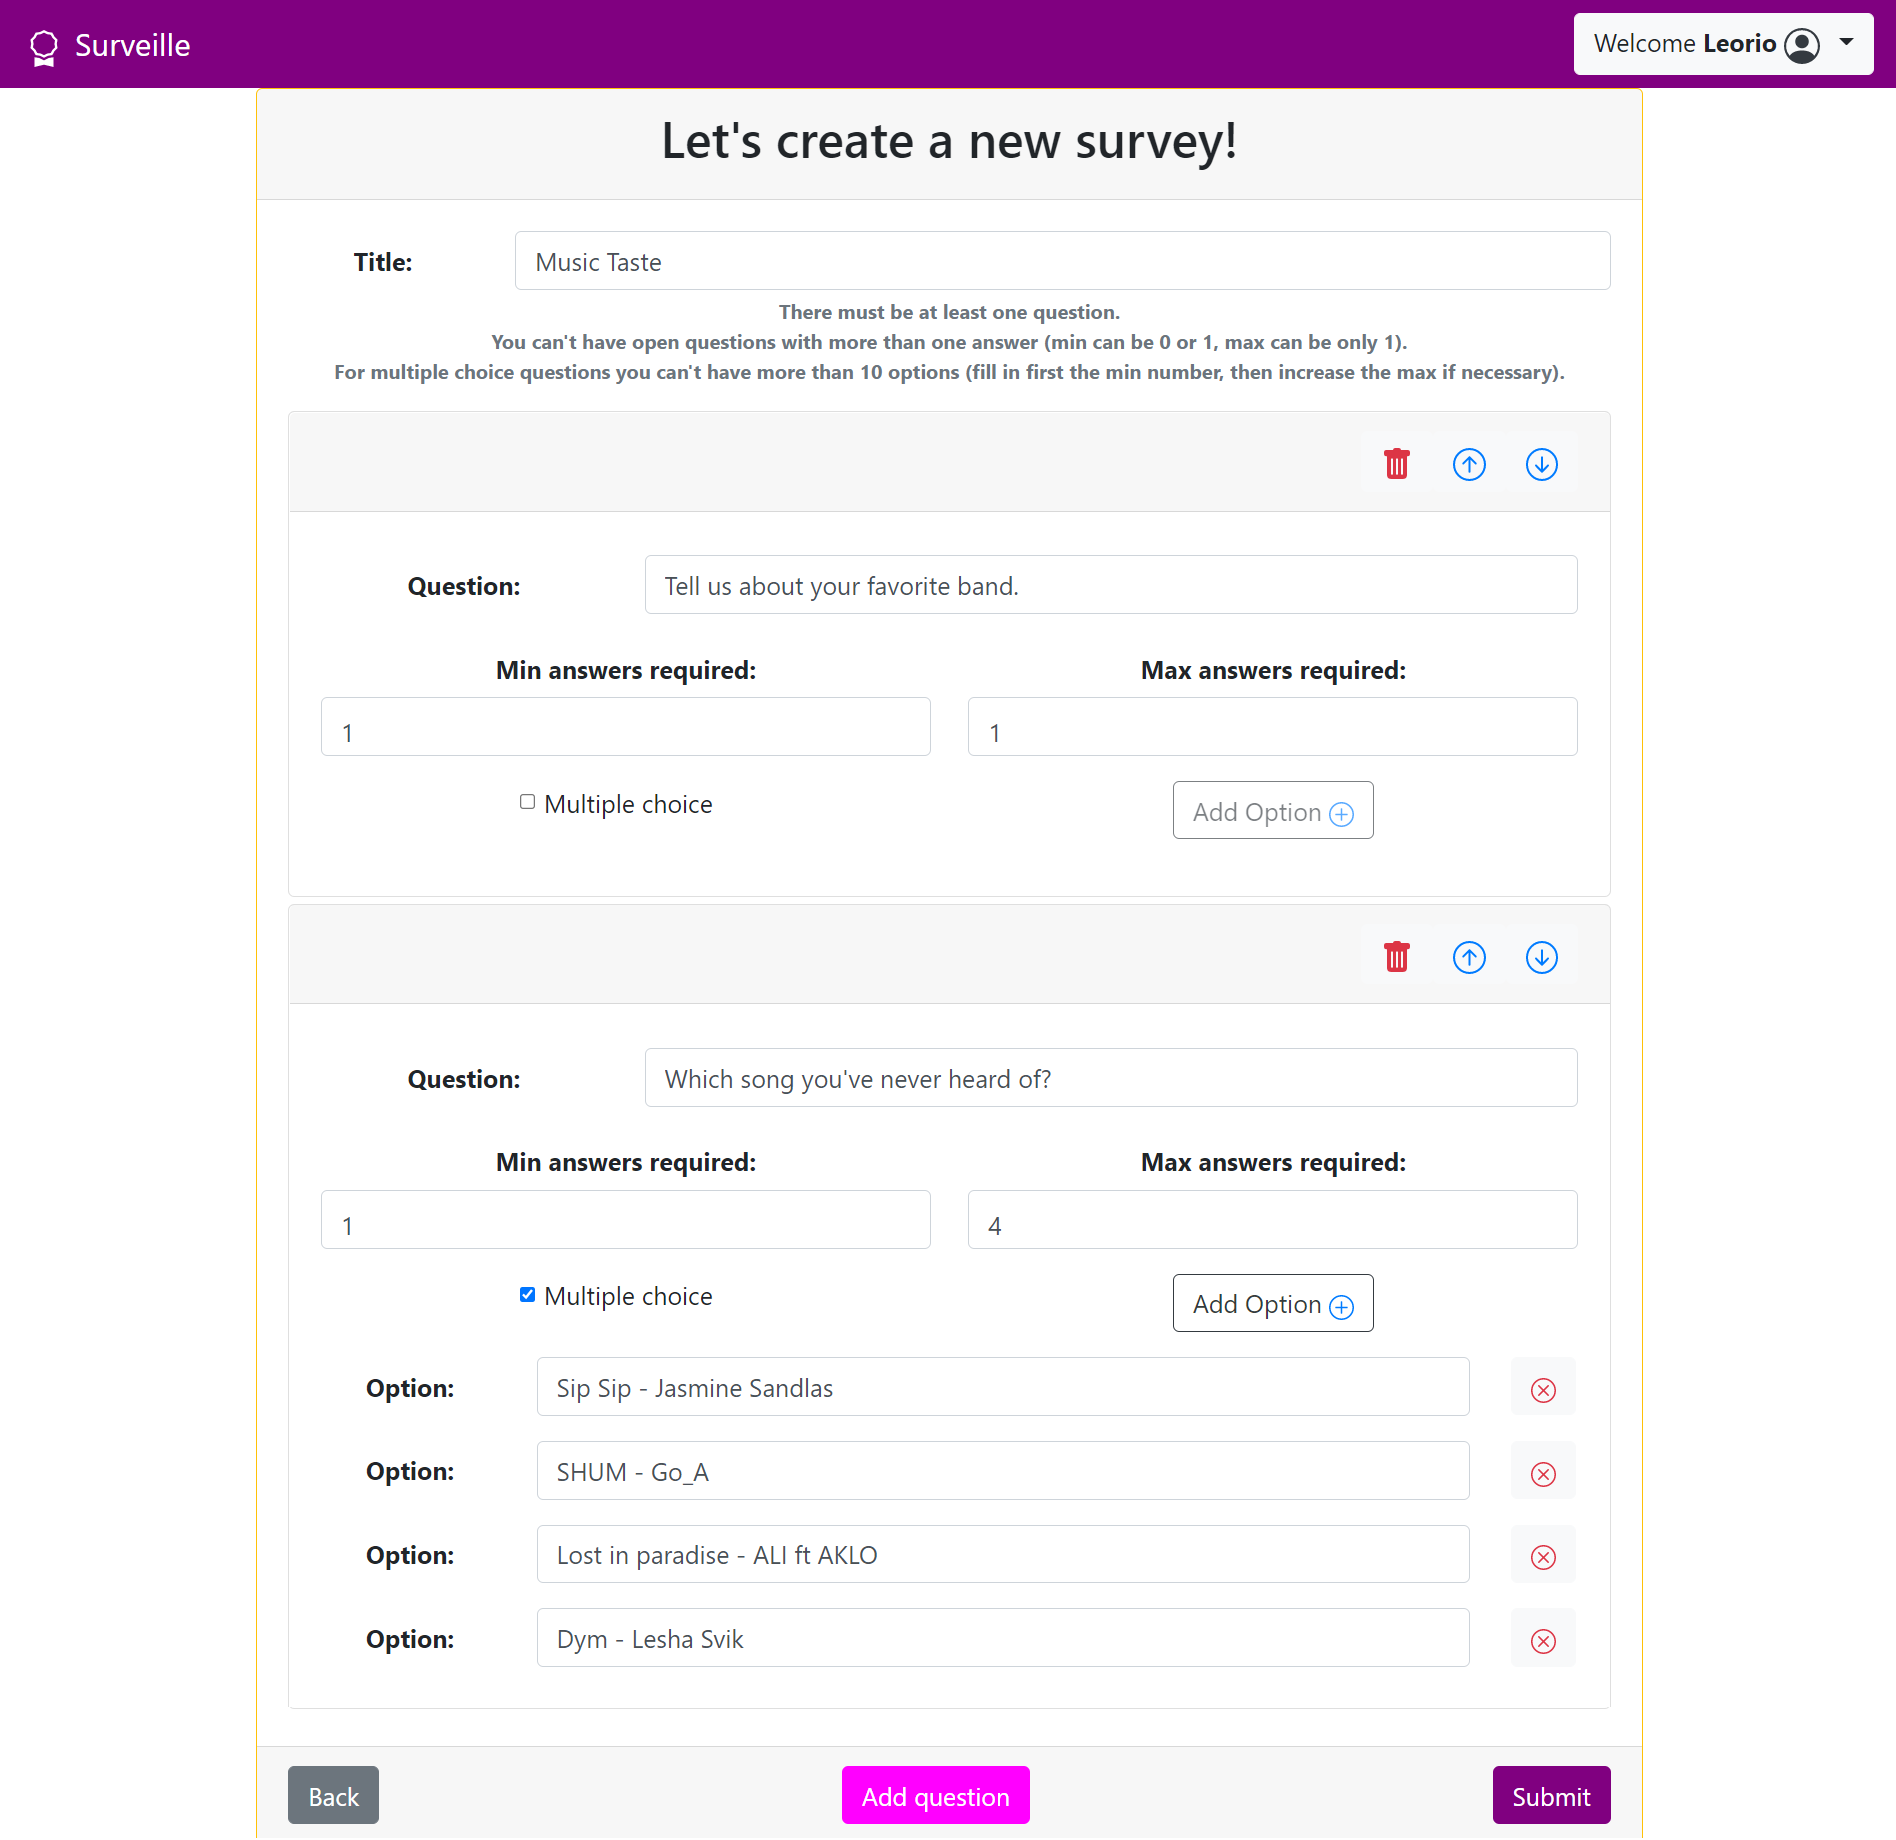 Surveille
Welcome Leorio
Let's create a new survey!
Title: Music Taste
There must be at least one question.
You can't have open questions with more than one answer (min can be 0 or 1, max can be only 1).
For multiple choice questions you can't have more than 10 options (fill in first the min number, then increase the max if necessary).
Question: Tell us about your favorite band.
Min answers required: Max answers required:
1 1
Multiple choice Add Option
Question: Which song you've never heard of?
Min answers required: Max answers required:
1 4
Multiple choice Add Option
Option: Sip Sip - Jasmine Sandlas
Option: SHUM - Go_A
Option: Lost in paradise - ALI ft AKLO
Option: Dym - Lesha Svik
Back Add question Submit